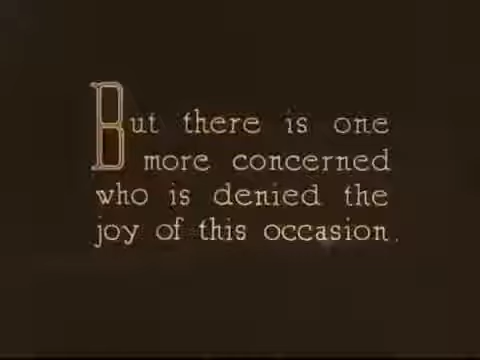 But there is one
more concerned
who is denied the
joy of this occasion.